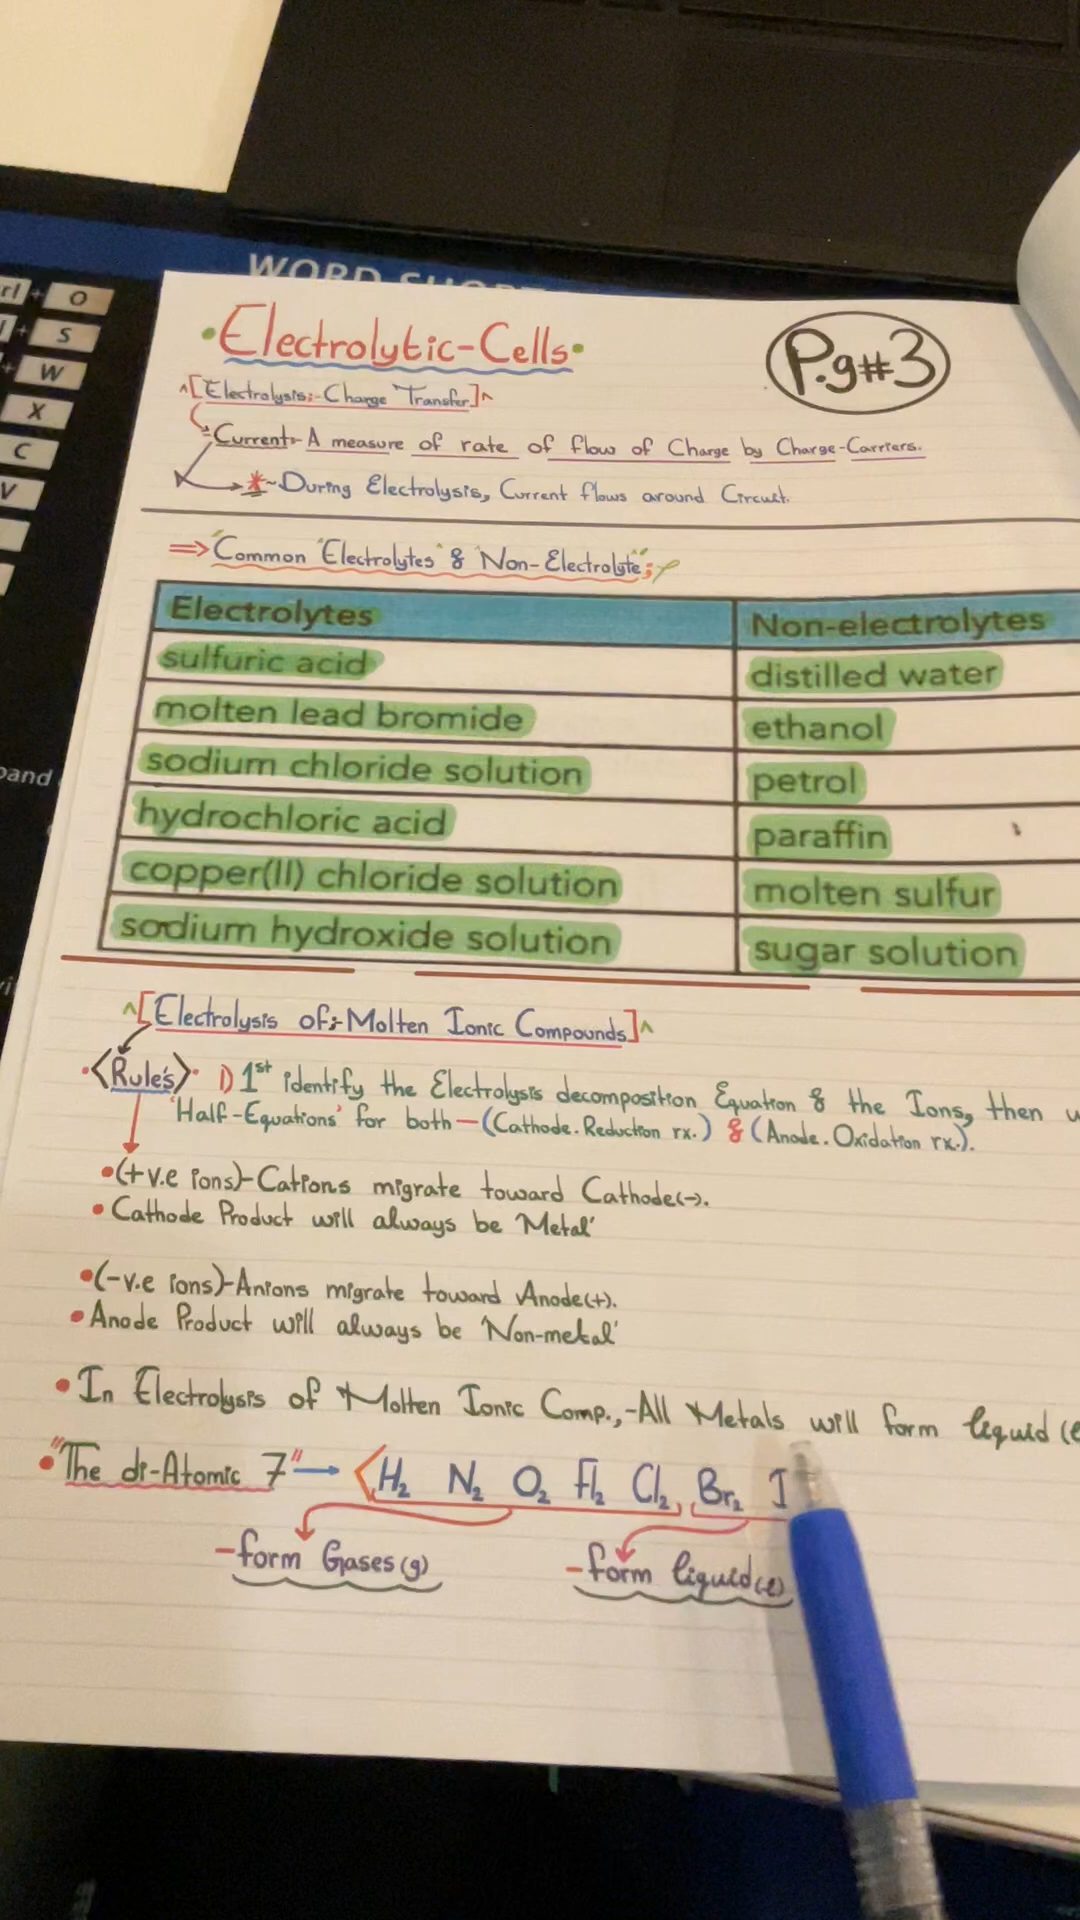 WORD
O
S
W
X
C
V
•Electrolytic-Cells•
P.g#3
^[Electrolysis:-Charge Transfer]^
Current:-A measure of rate of flow of Charge by Charge-Carriers.
*~During Electrolysis, Current flows around Circuit.
⇒ Common "Electrolytes" & "Non-Electrolyte";
Electrolytes Non-electrolytes
sulfuric acid distilled water
molten lead bromide ethanol
sodium chloride solution petrol
hydrochloric acid paraffin
copper(II) chloride solution molten sulfur
sodium hydroxide solution sugar solution
^[Electrolysis of:-Molten Ionic Compounds]^
•<Rule's>• 1) 1st identify the Electrolysis decomposition Equation & the Ions, then
'Half-Equations' for both—(Cathode.Reduction rx.) & (Anode.Oxidation rx.).
•(+v.e ions)-Cations migrate toward Cathode(-).
• Cathode Product will always be 'Metal'
•(-v.e ions)-Anions migrate toward Anode(+).
•Anode Product will always be 'Non-metal'
•In Electrolysis of Molten Ionic Comp.,-All Metals will form liquid
•"The di-Atomic 7"→ <H₂ N₂ O₂ Fl₂ Cl₂, Br₂ I
-form Gases(g) -form liquid(l)